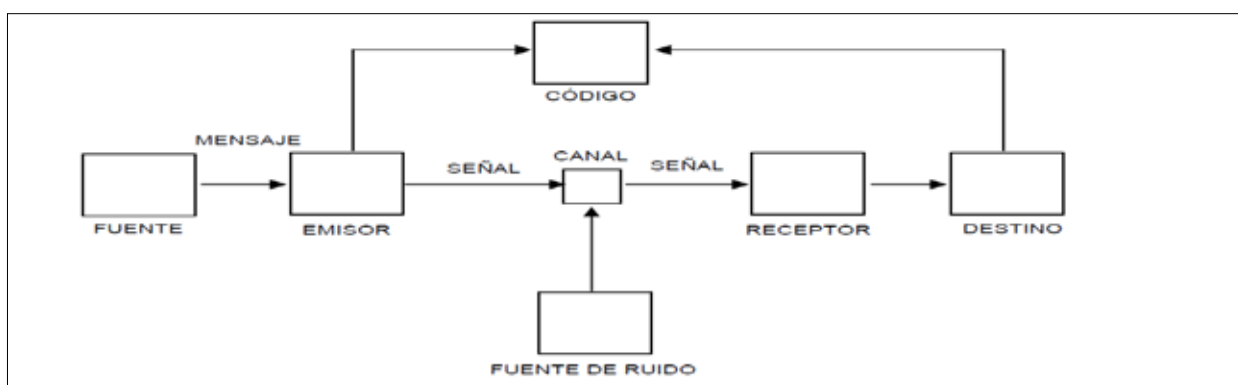 CÓDIGO
MENSAJE
SEÑAL
CANAL
SEÑAL
FUENTE
EMISOR
RECEPTOR
DESTINO
FUENTE DE RUIDO